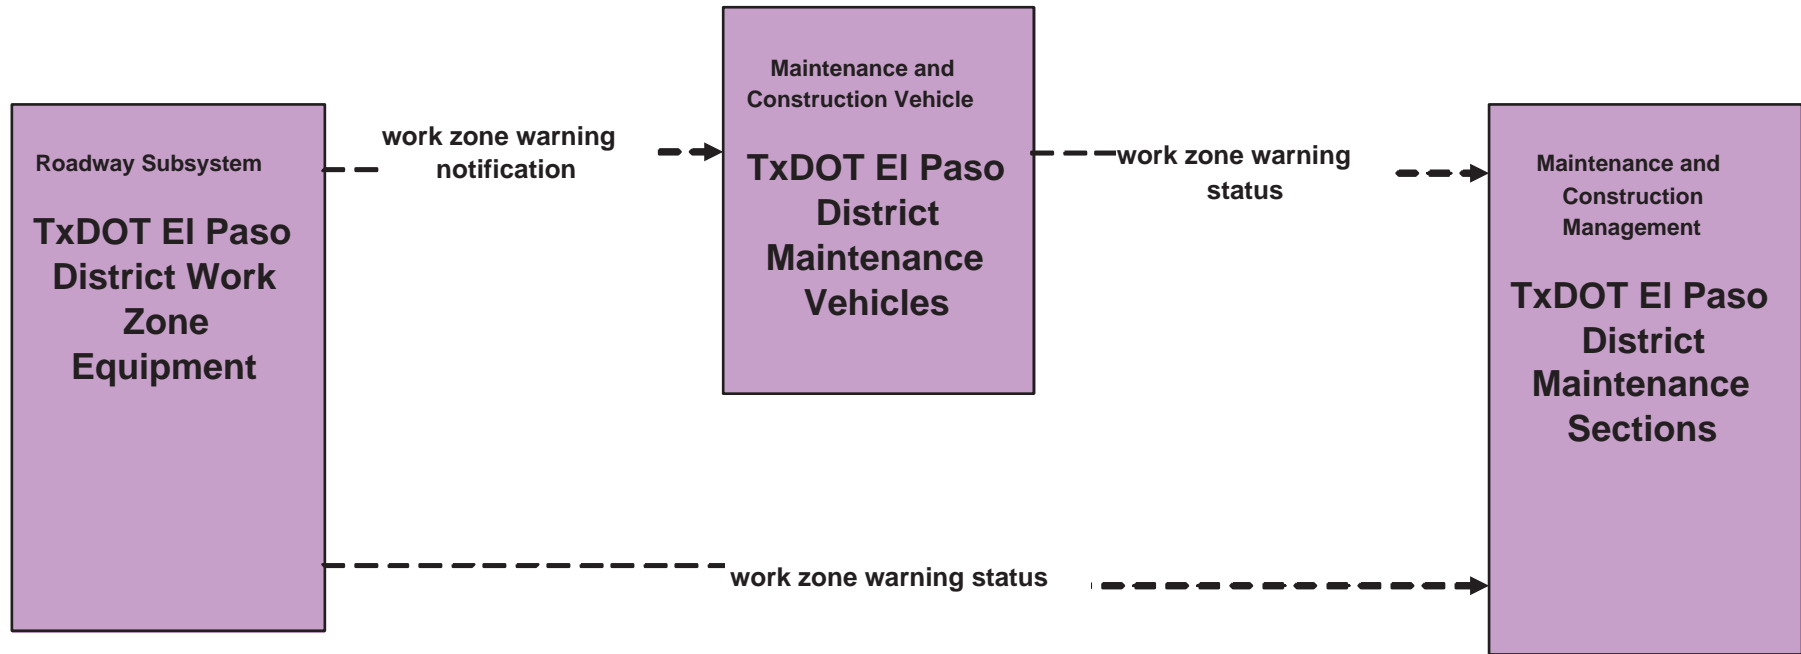 Roadway Subsystem
TxDOT El Paso
District Work
Zone
Equipment
work zone warning
notification
Maintenance and
Construction Vehicle
TxDOT El Paso
District
Maintenance
Vehicles
work zone warning
status
Maintenance and
Construction
Management
TxDOT El Paso
District
Maintenance
Sections
work zone warning status